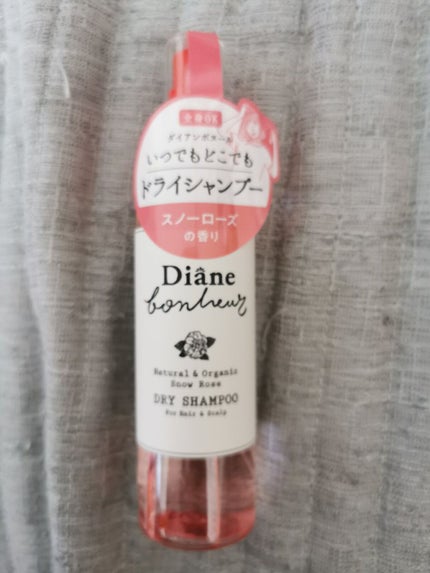 全身OK
ダイアンボヌール
いつでもどこでも
ドライシャンプー
スノーローズ
の香り
Diâne
bonheur
Natural & Organic
Snow Rose
DRY SHAMPOO
For Hair & Scalp